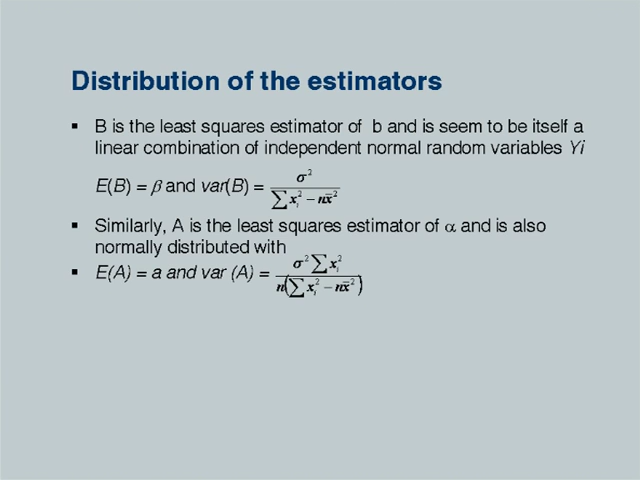 Distribution of the estimators
▪ B is the least squares estimator of b and is seem to be itself a
linear combination of independent normal random variables Yi
E(B) = β and var(B) = σ² / (∑ xᵢ² − nx̄²)
▪ Similarly, A is the least squares estimator of α and is also
normally distributed with
▪ E(A) = a and var (A) = σ² ∑ xᵢ² / n(∑ xᵢ² − nx̄²)